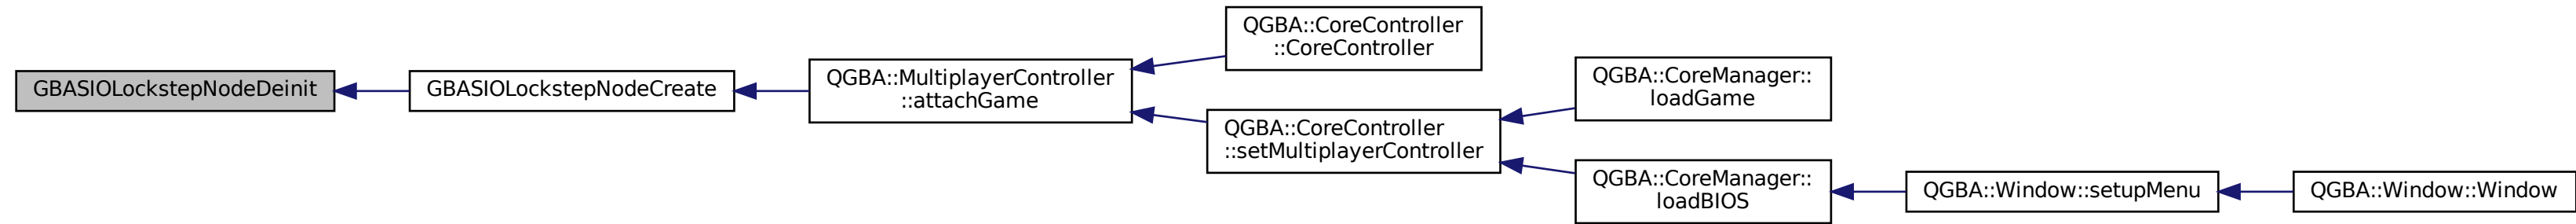 GBASIOLockstepNodeDeinit
GBASIOLockstepNodeCreate
QGBA::MultiplayerController
::attachGame
QGBA::CoreController
::CoreController
QGBA::CoreController
::setMultiplayerController
QGBA::CoreManager::
loadGame
QGBA::CoreManager::
loadBIOS
QGBA::Window::setupMenu
QGBA::Window::Window